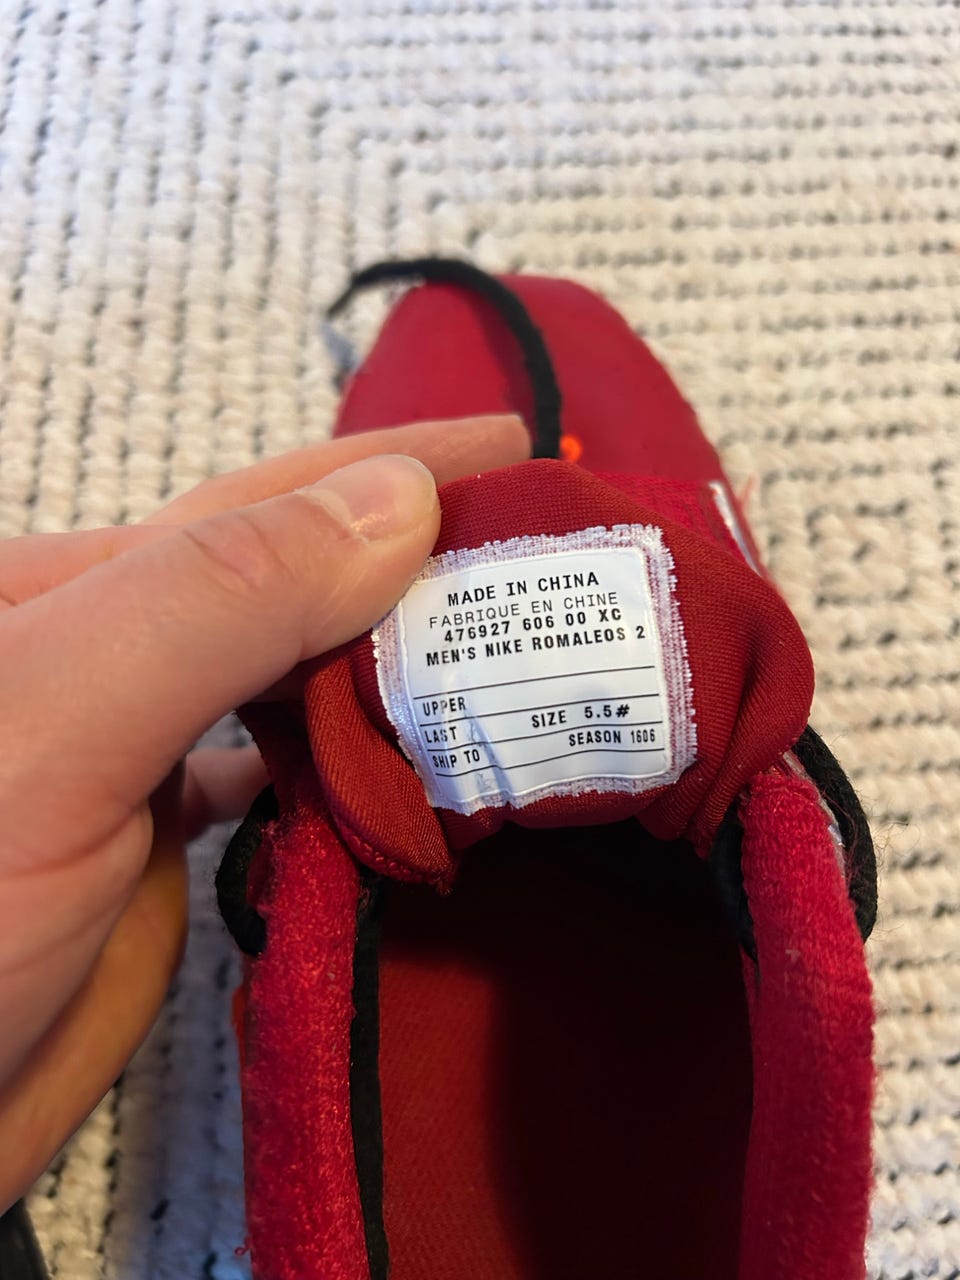 MADE IN CHINA
FABRIQUE EN CHINE
476927 606 00 XC
MEN'S NIKE ROMALEOS 2
UPPER
LAST SIZE 5.5#
SHIP TO SEASON 1606